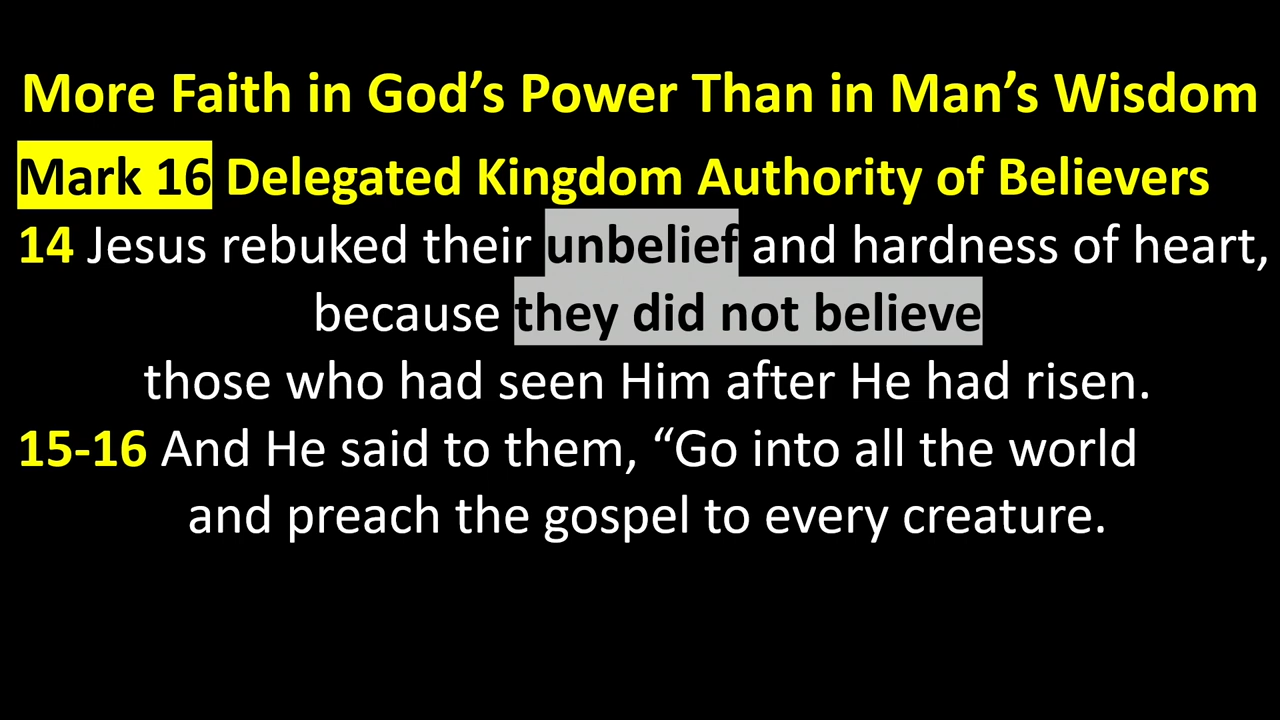 More Faith in God’s Power Than in Man’s Wisdom
Mark 16 Delegated Kingdom Authority of Believers
14 Jesus rebuked their unbelief and hardness of heart,
because they did not believe
those who had seen Him after He had risen.
15-16 And He said to them, “Go into all the world
and preach the gospel to every creature.